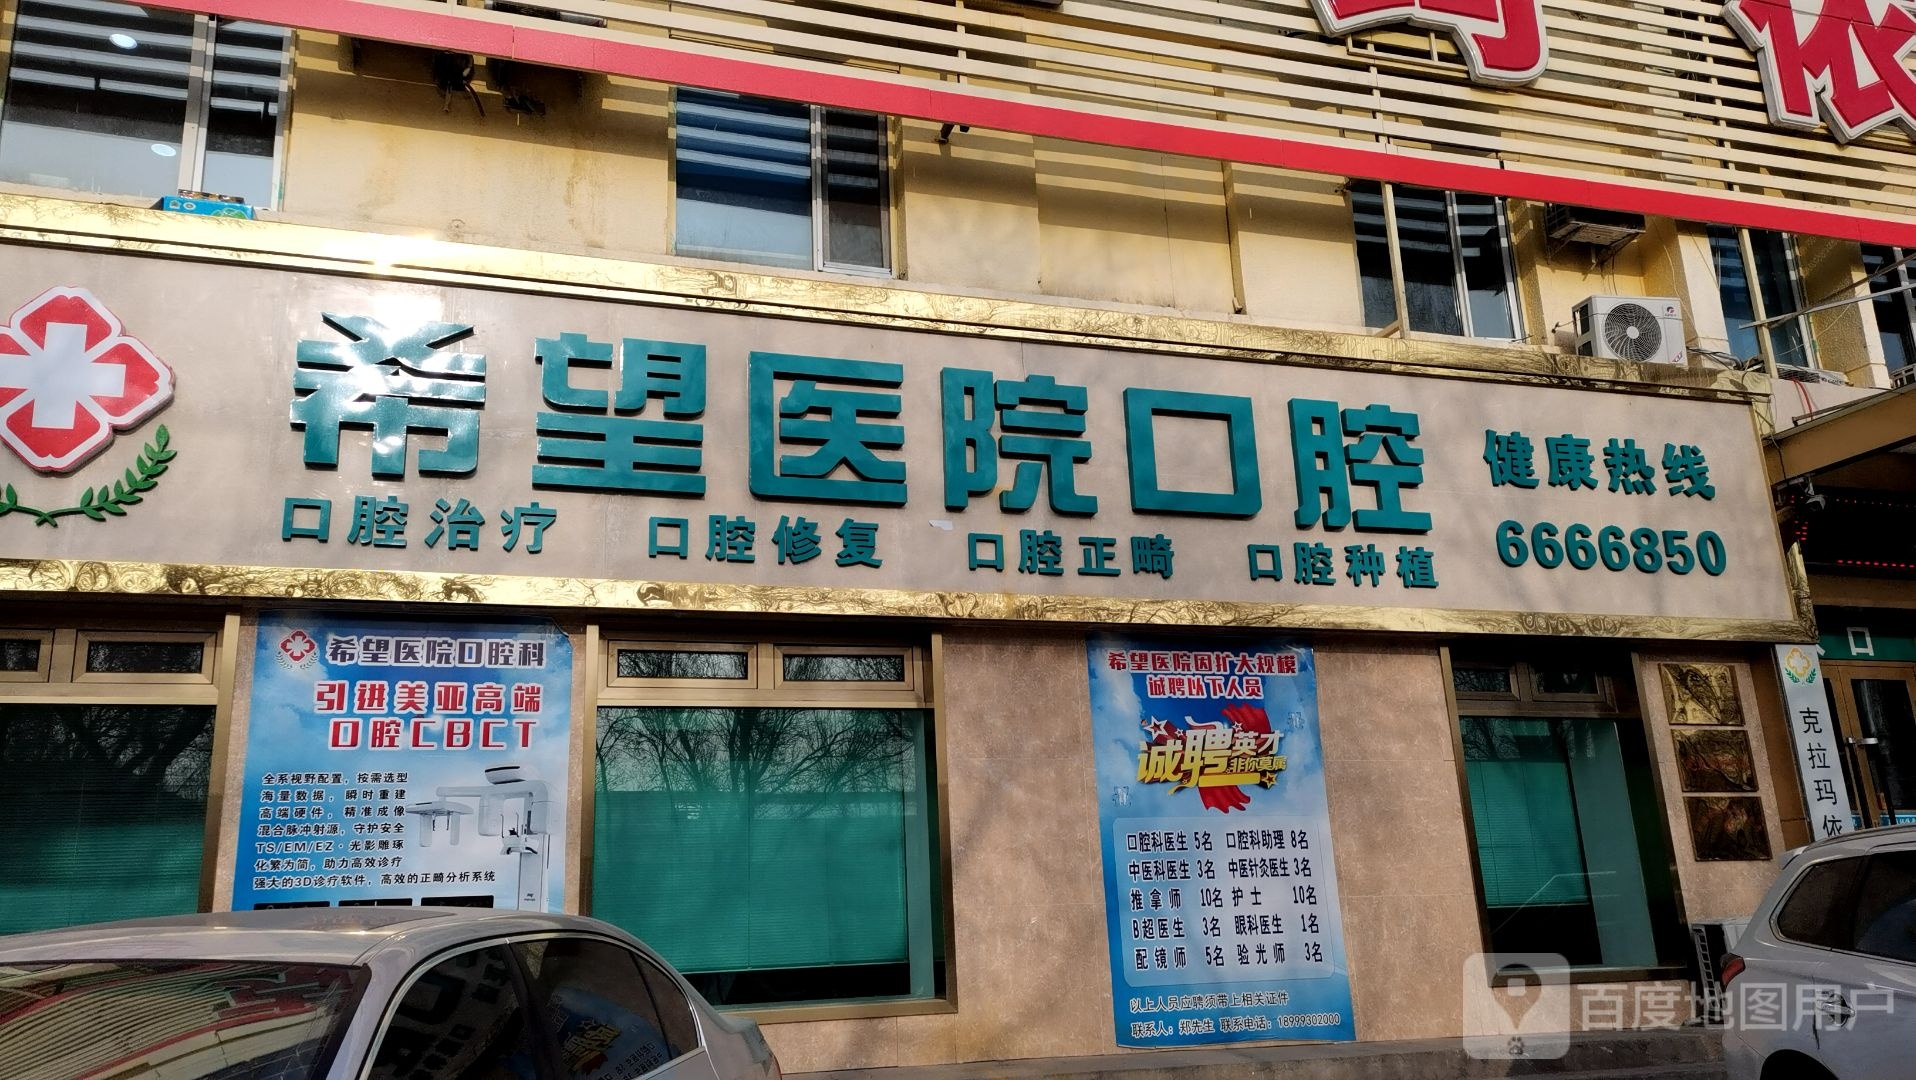 希望医院口腔
健康热线
6666850
口腔治疗 口腔修复 口腔正畸 口腔种植
希望医院口腔科
引进美亚高端
口腔CBCT
全系视野配置，按需选型
海量数据，瞬时重建
高端硬件，精准成像
混合脉冲射源，守护安全
TS/EM/EZ·光影雕琢
化繁为简，助力高效诊疗
强大的3D诊疗软件，高效的正畸分析系统
希望医院因扩大规模
诚聘以下人员
诚聘英才
非你莫属
口腔科医生 5名 口腔科助理 8名
中医科医生 3名 中医针灸医生 3名
推拿师 10名 护士 10名
B超医生 3名 眼科医生 1名
配镜师 5名 验光师 3名
以上人员应聘须带上相关证件
联系人：郑先生 联系电话：18999302000
克拉玛依
口
百度地图用户